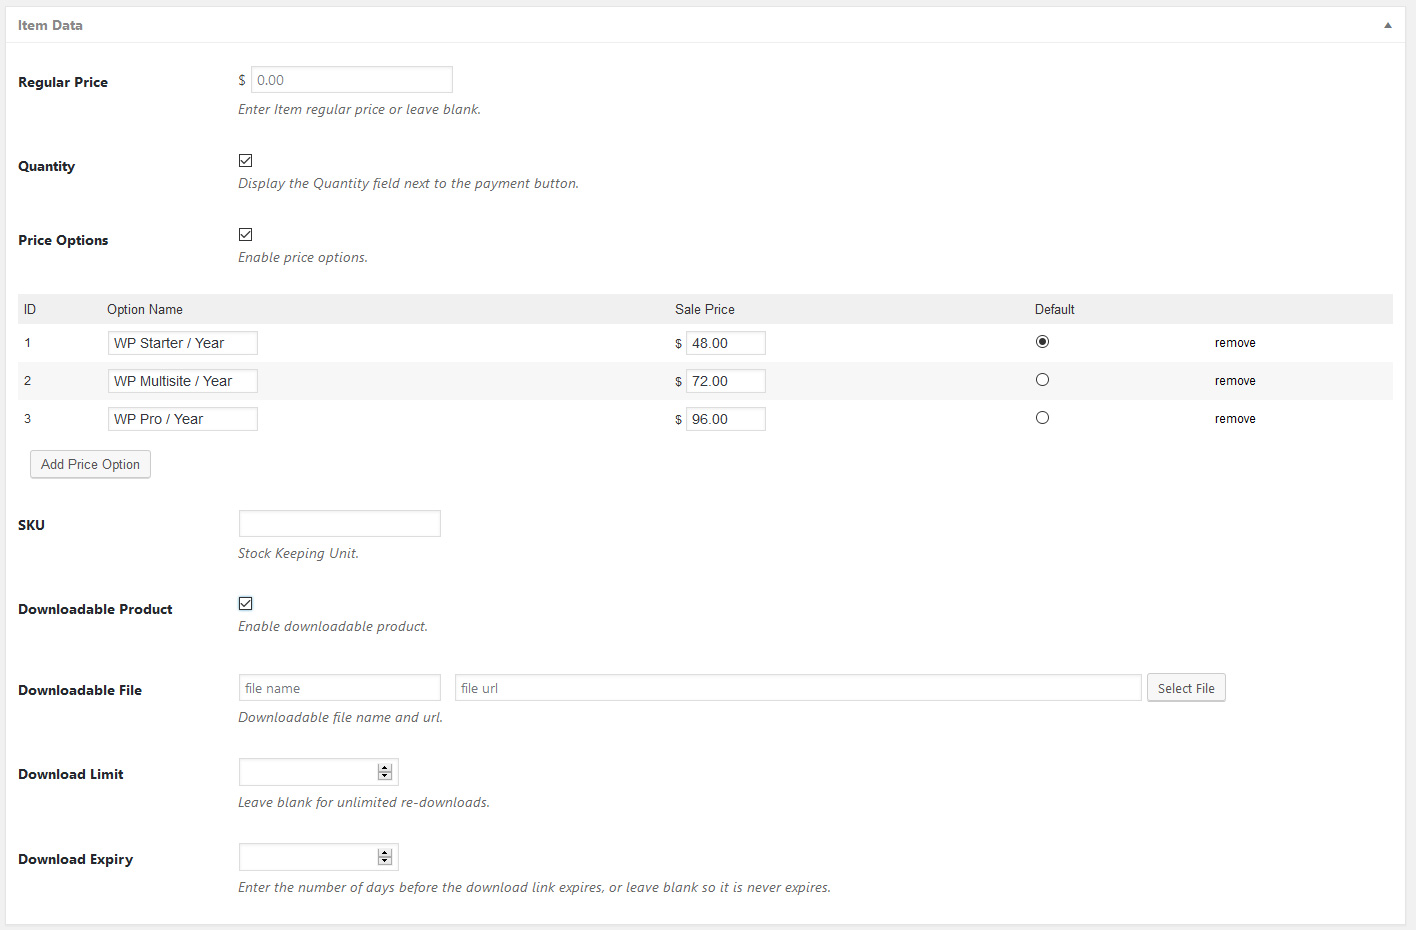 Item Data
Regular Price
$ 0.00
Enter Item regular price or leave blank.
Quantity
Display the Quantity field next to the payment button.
Price Options
Enable price options.
ID Option Name Sale Price Default
1 WP Starter / Year $ 48.00 remove
2 WP Multisite / Year $ 72.00 remove
3 WP Pro / Year $ 96.00 remove
Add Price Option
SKU
Stock Keeping Unit.
Downloadable Product
Enable downloadable product.
Downloadable File file name file url Select File
Downloadable file name and url.
Download Limit
Leave blank for unlimited re-downloads.
Download Expiry
Enter the number of days before the download link expires, or leave blank so it is never expires.